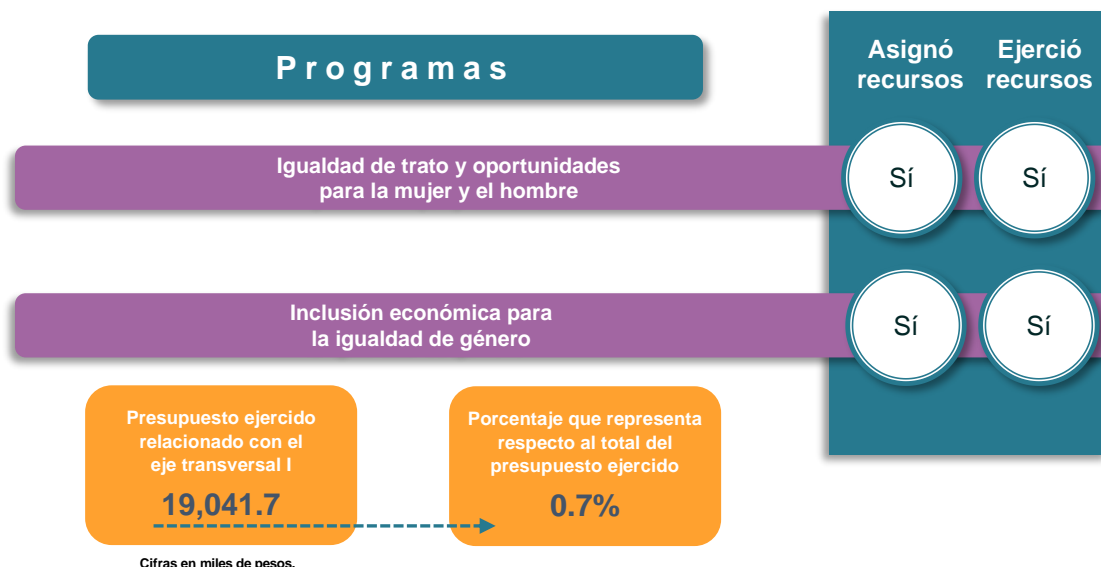 Programas
Asignó
recursos
Ejerció
recursos
Igualdad de trato y oportunidades
para la mujer y el hombre
Sí
Sí
Inclusión económica para
la igualdad de género
Sí
Sí
Presupuesto ejercido
relacionado con el
eje transversal I
19,041.7
Porcentaje que representa
respecto al total del
presupuesto ejercido
0.7%
Cifras en miles de pesos.